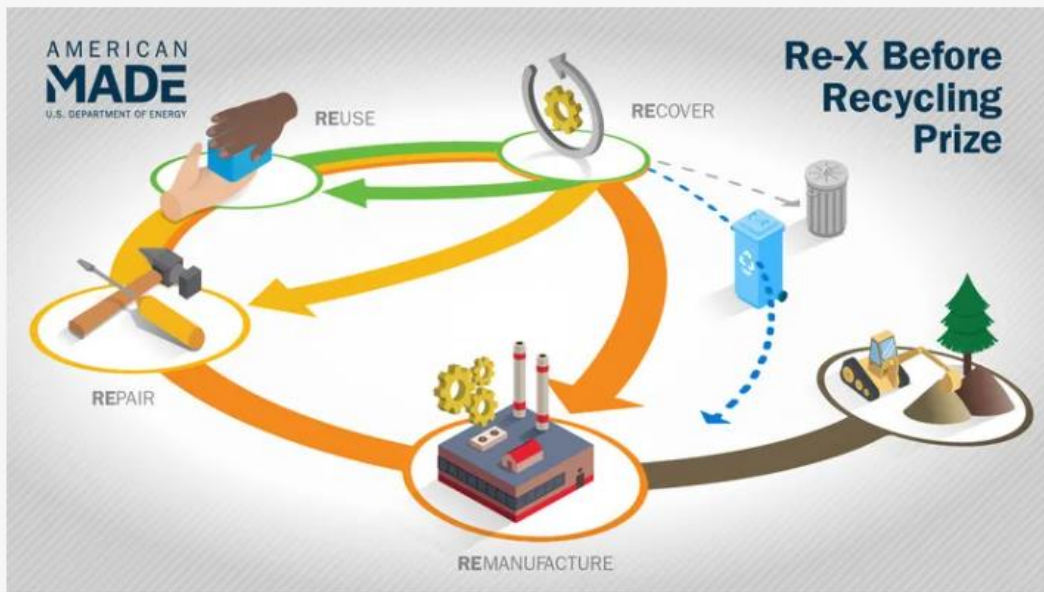 AMERICAN
MADE
U.S. DEPARTMENT OF ENERGY
Re-X Before
Recycling
Prize
REUSE
RECOVER
REPAIR
REMANUFACTURE